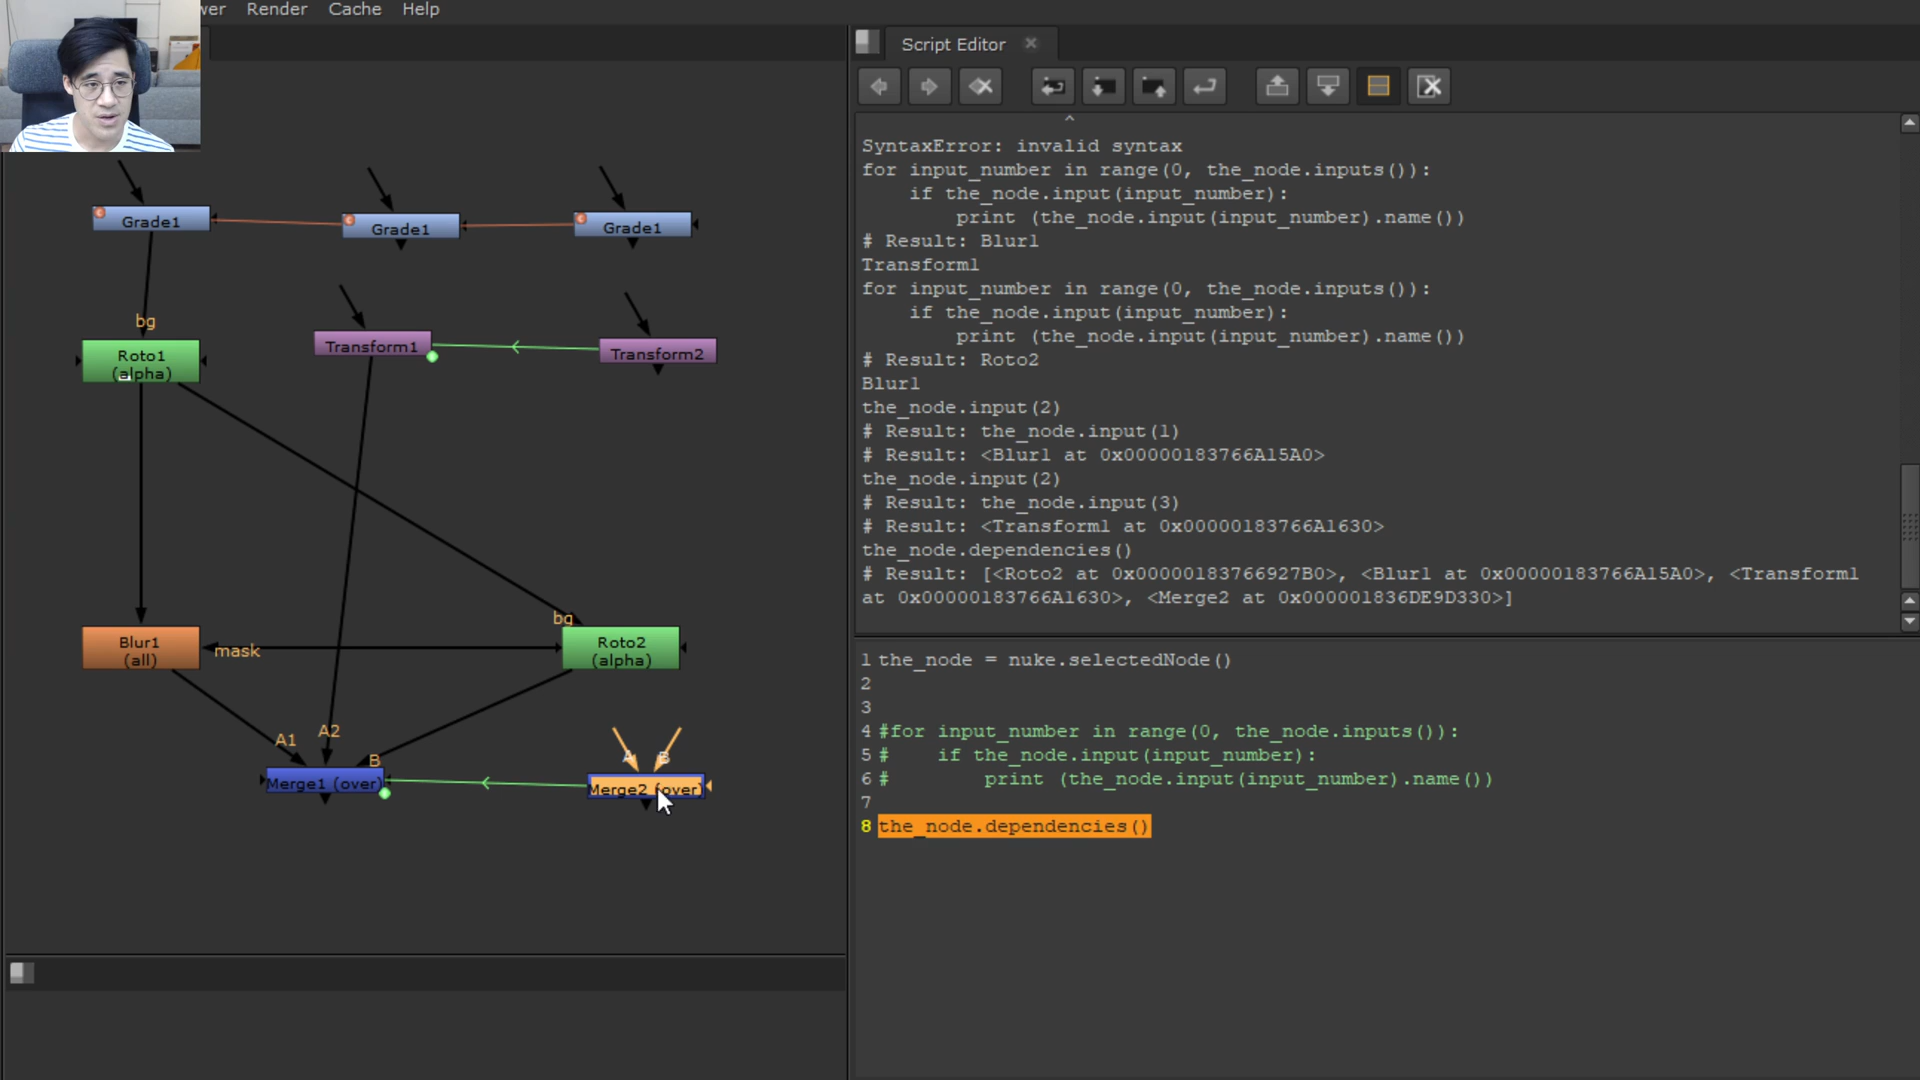 wer Render Cache Help
Script Editor
Grade1
Grade1
Grade1
bg
Roto1
(alpha)
Transform1
Transform2
bg
Blur1
(all)
mask
Roto2
(alpha)
A1
A2
B
Merge1 (over)
A
B
Merge2 (over)
^
SyntaxError: invalid syntax
for input_number in range(0, the_node.inputs()):
    if the_node.input(input_number):
        print (the_node.input(input_number).name())
# Result: Blur1
Transform1
for input_number in range(0, the_node.inputs()):
    if the_node.input(input_number):
        print (the_node.input(input_number).name())
# Result: Roto2
Blur1
the_node.input(2)
# Result: the_node.input(1)
# Result: <Blur1 at 0x00000183766A15A0>
the_node.input(2)
# Result: the_node.input(3)
# Result: <Transform1 at 0x00000183766A1630>
the_node.dependencies()
# Result: [<Roto2 at 0x00000183766927B0>, <Blur1 at 0x00000183766A15A0>, <Transform1
at 0x00000183766A1630>, <Merge2 at 0x000001836DE9D330>]
1 the_node = nuke.selectedNode()
2
3
4 #for input_number in range(0, the_node.inputs()):
5 #    if the_node.input(input_number):
6 #        print (the_node.input(input_number).name())
7
8 the_node.dependencies()